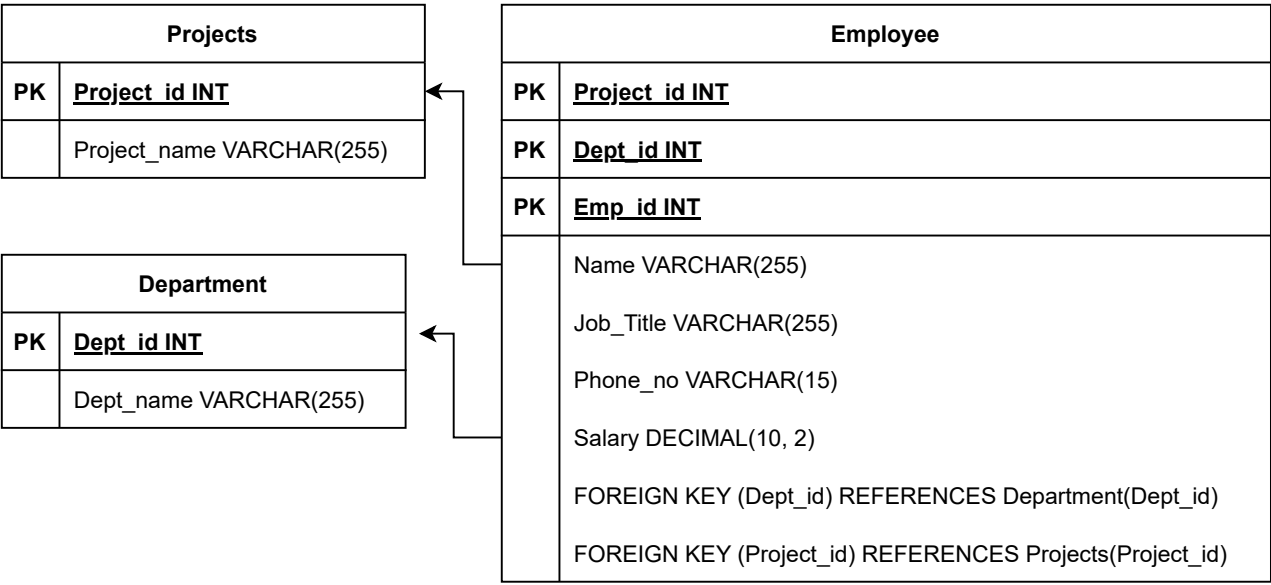 Projects
PK Project_id INT
Project_name VARCHAR(255)
Department
PK Dept_id INT
Dept_name VARCHAR(255)
Employee
PK Project_id INT
PK Dept_id INT
PK Emp_id INT
Name VARCHAR(255)
Job_Title VARCHAR(255)
Phone_no VARCHAR(15)
Salary DECIMAL(10, 2)
FOREIGN KEY (Dept_id) REFERENCES Department(Dept_id)
FOREIGN KEY (Project_id) REFERENCES Projects(Project_id)